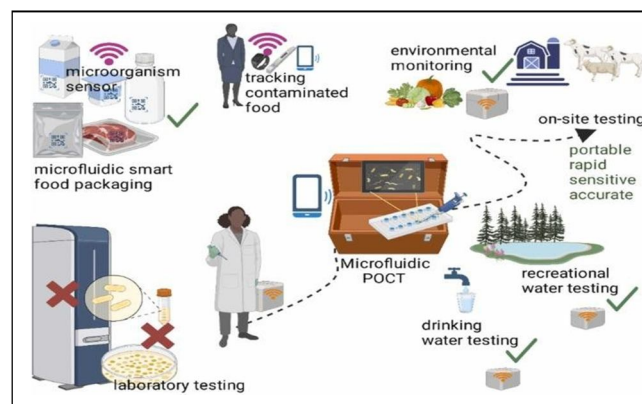 microorganism
sensor
microfluidic smart
food packaging
tracking
contaminated
food
environmental
monitoring
on-site testing
portable
rapid
sensitive
accurate
Microfluidic
POCT
recreational
water testing
drinking
water testing
laboratory testing